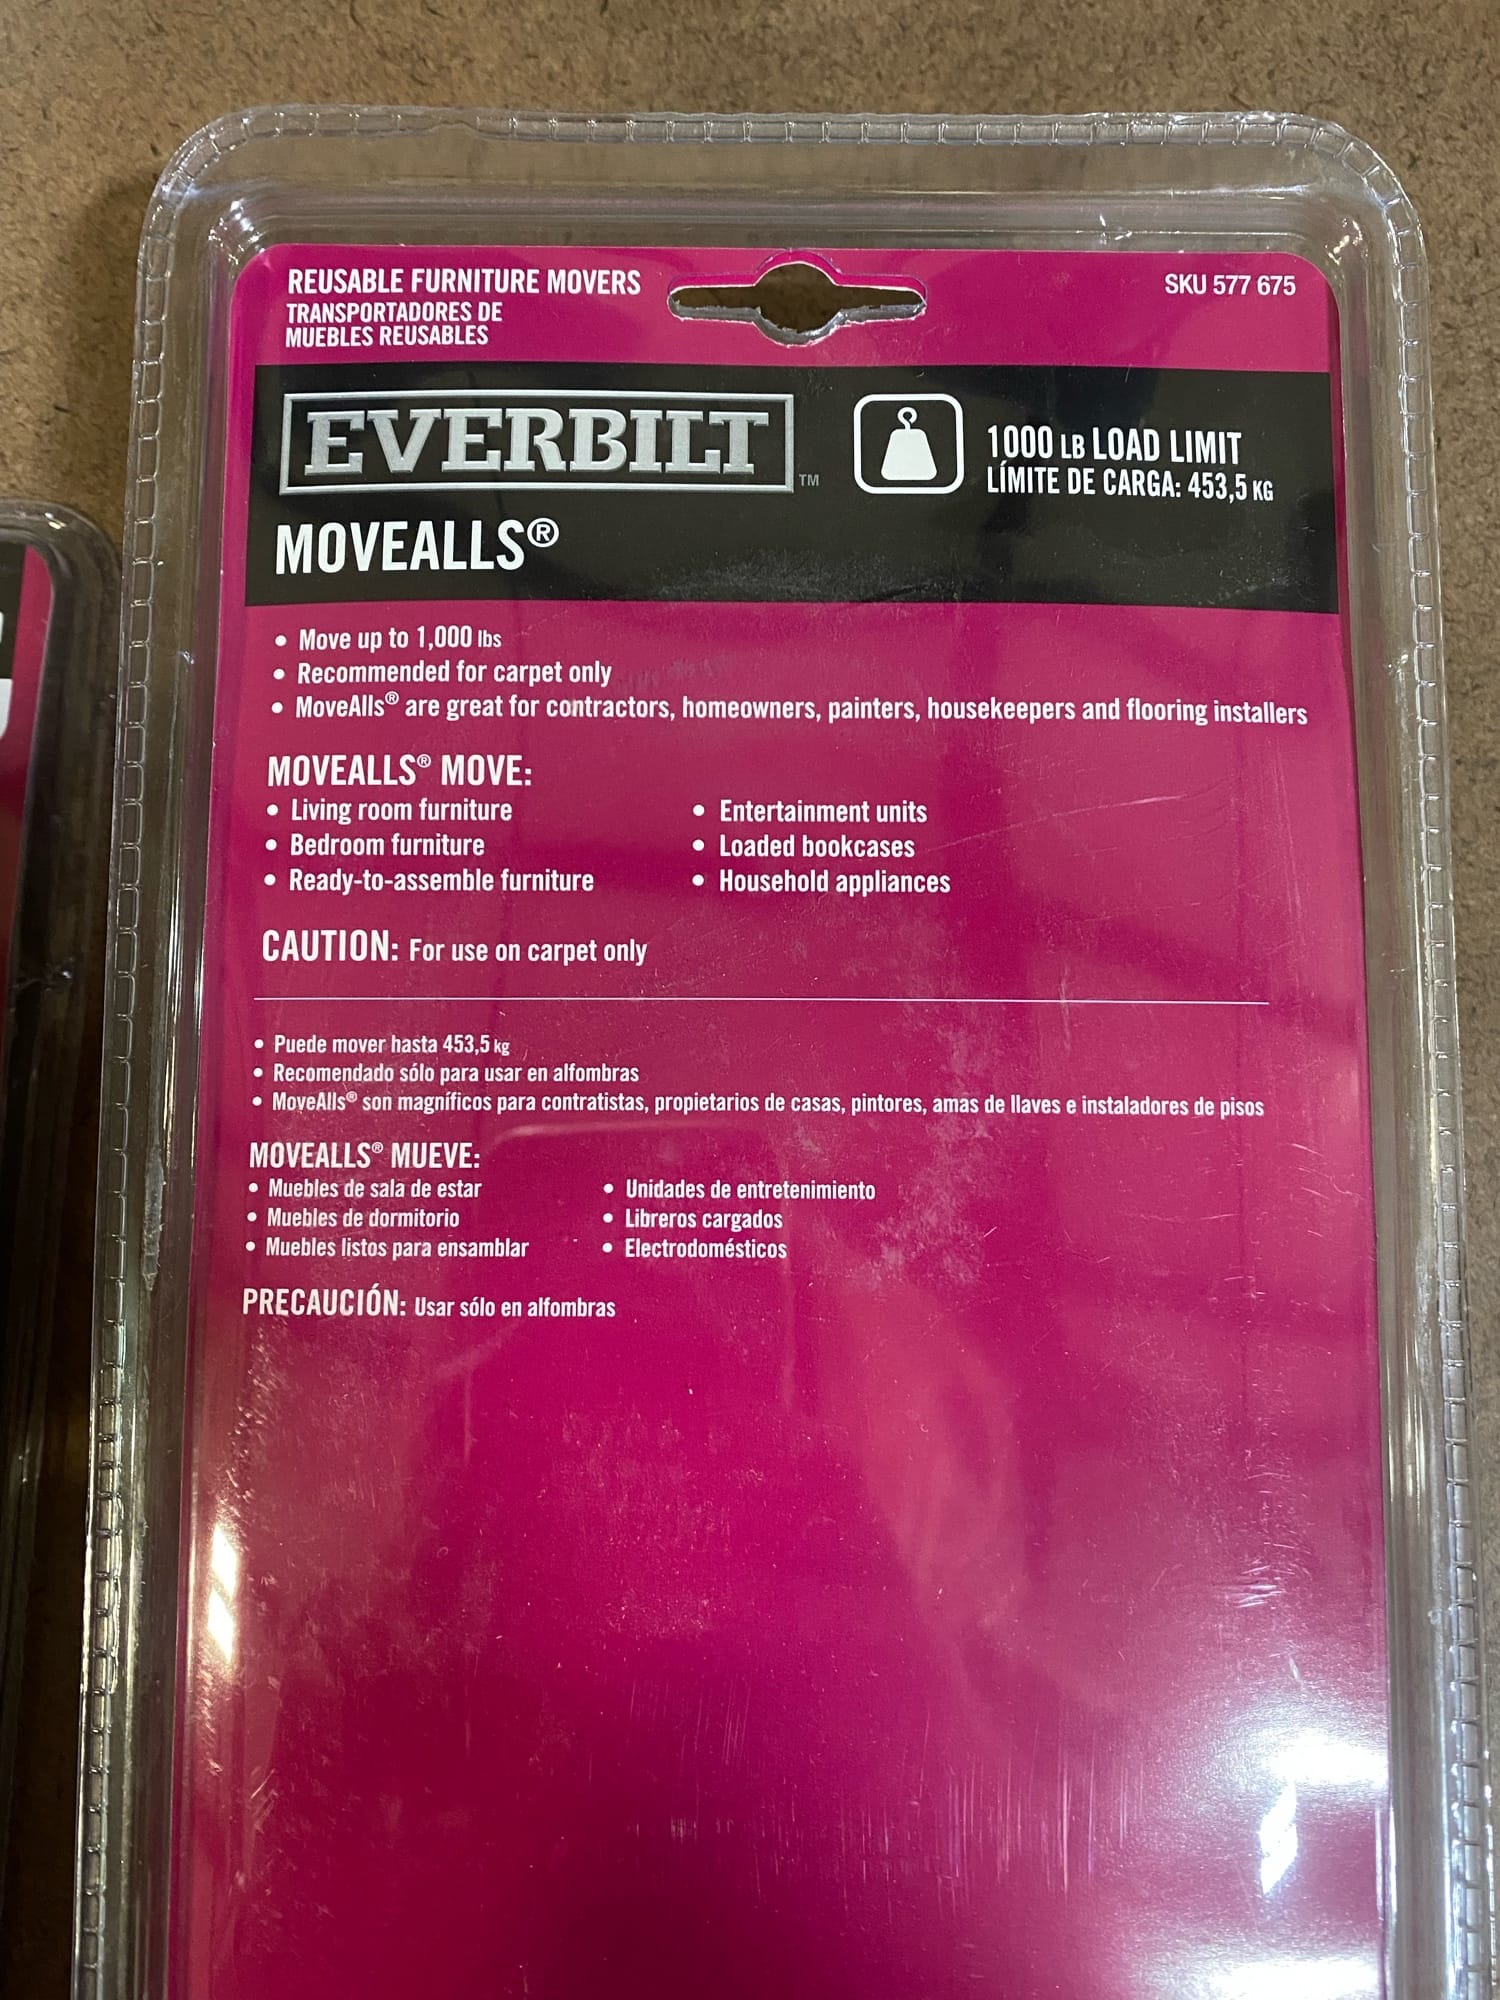 REUSABLE FURNITURE MOVERS
TRANSPORTADORES DE
MUEBLES REUSABLES
SKU 577 675
EVERBILT™
1000 LB LOAD LIMIT
LÍMITE DE CARGA: 453,5 KG
MOVEALLS®
• Move up to 1,000 lbs
• Recommended for carpet only
• MoveAlls® are great for contractors, homeowners, painters, housekeepers and flooring installers
MOVEALLS® MOVE:
• Living room furniture
• Bedroom furniture
• Ready-to-assemble furniture
• Entertainment units
• Loaded bookcases
• Household appliances
CAUTION: For use on carpet only
• Puede mover hasta 453,5 kg
• Recomendado sólo para usar en alfombras
• MoveAlls® son magníficos para contratistas, propietarios de casas, pintores, amas de llaves e instaladores de pisos
MOVEALLS® MUEVE:
• Muebles de sala de estar
• Muebles de dormitorio
• Muebles listos para ensamblar
• Unidades de entretenimiento
• Libreros cargados
• Electrodomésticos
PRECAUCIÓN: Usar sólo en alfombras